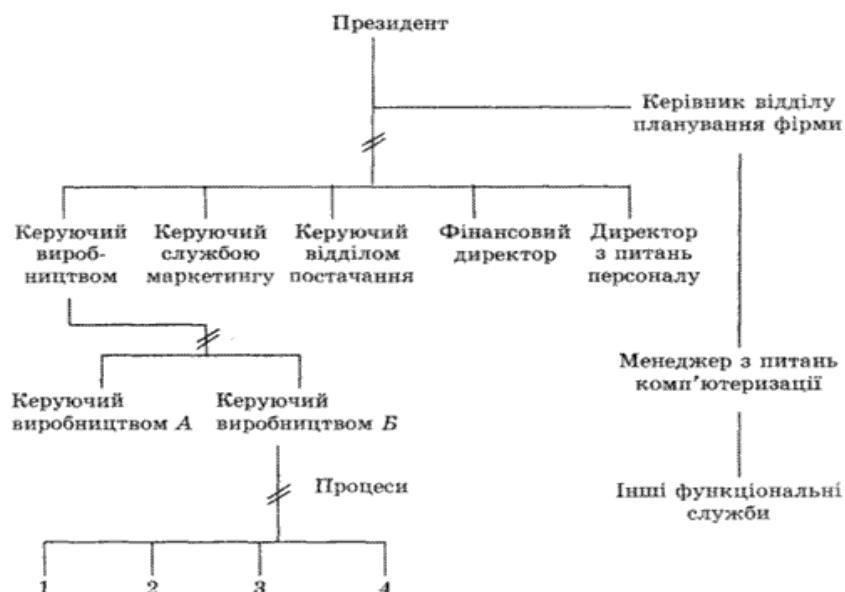 Президент
Керівник відділу
планування фірми
Керуючий
вироб-
ництвом
Керуючий
службою
маркетингу
Керуючий
відділом
постачання
Фінансовий
директор
Директор
з питань
персоналу
Менеджер з питань
комп'ютеризації
Керуючий
виробництвом А
Керуючий
виробництвом Б
Процеси
Інші функціональні
служби
1 2 3 4